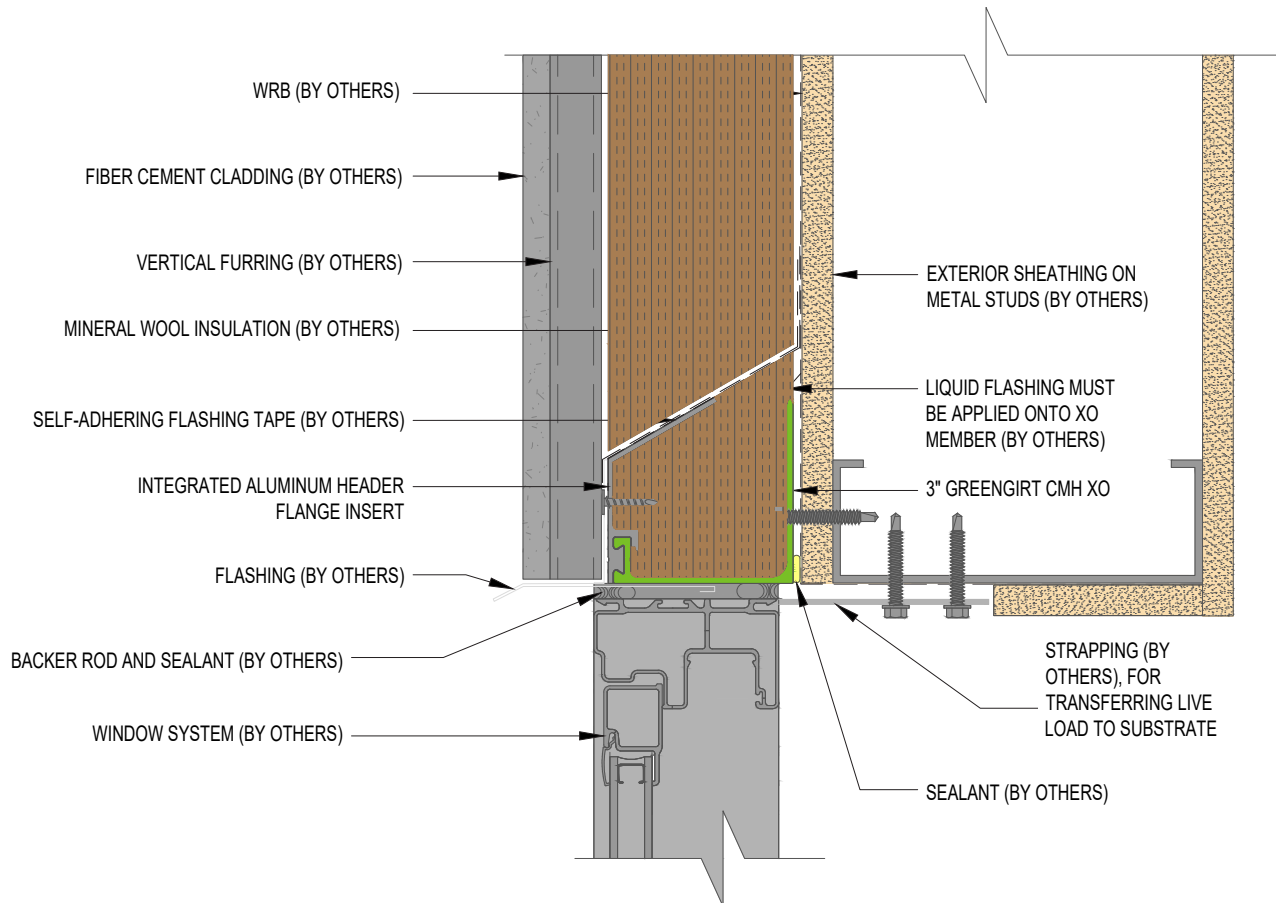 WRB (BY OTHERS)
FIBER CEMENT CLADDING (BY OTHERS)
VERTICAL FURRING (BY OTHERS)
MINERAL WOOL INSULATION (BY OTHERS)
SELF-ADHERING FLASHING TAPE (BY OTHERS)
INTEGRATED ALUMINUM HEADER
FLANGE INSERT
FLASHING (BY OTHERS)
BACKER ROD AND SEALANT (BY OTHERS)
WINDOW SYSTEM (BY OTHERS)
EXTERIOR SHEATHING ON
METAL STUDS (BY OTHERS)
LIQUID FLASHING MUST
BE APPLIED ONTO XO
MEMBER (BY OTHERS)
3" GREENGIRT CMH XO
STRAPPING (BY
OTHERS), FOR
TRANSFERRING LIVE
LOAD TO SUBSTRATE
SEALANT (BY OTHERS)